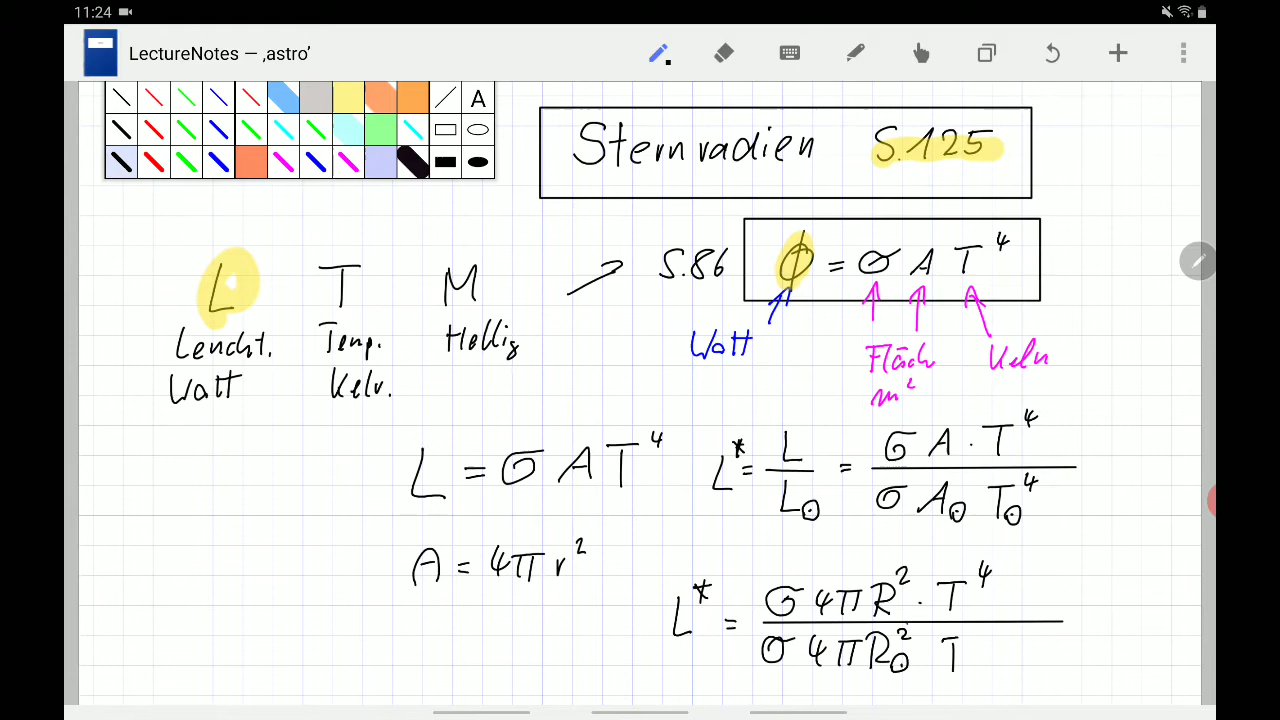 11:24
LectureNotes — ‚astro’
A
Sternradien S.125
L T M → S.86 Φ = σ A T⁴
Leucht. Temp. Hellig
Watt Kelv.
Watt
Fläch
m²
Keln
L = σ A T⁴
L* = L / L⊙ = σ A · T⁴ / σ A⊙ T⊙⁴
A = 4π r²
L* = σ 4π R² · T⁴ / σ 4π R⊙² T